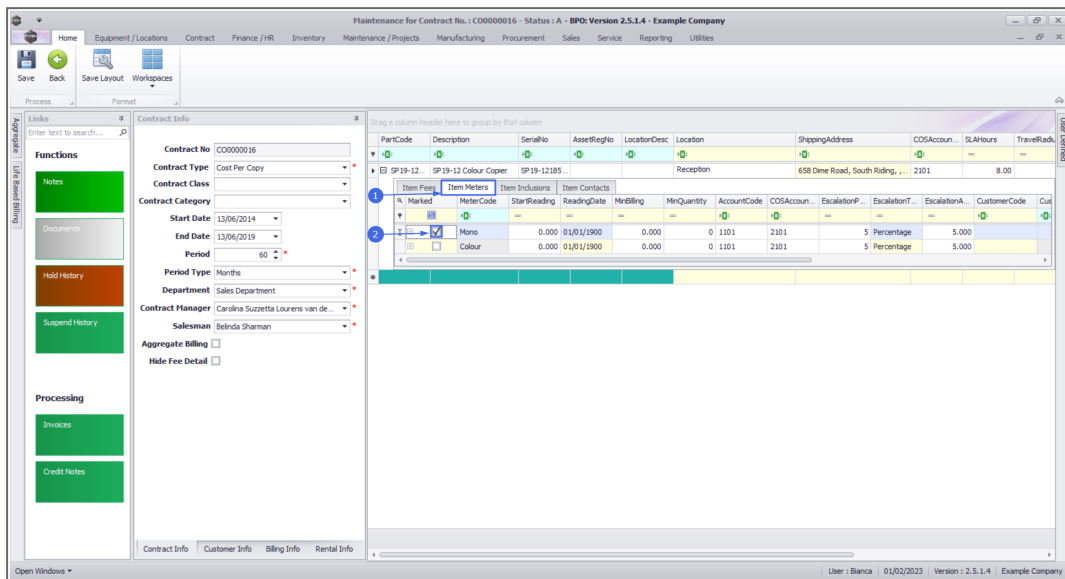 Maintenance for Contract No. : CO0000016 - Status : A - BPO: Version 2.5.1.4 - Example Company
Home Equipment / Locations Contract Finance / HR Inventory Maintenance / Projects Manufacturing Procurement Sales Service Reporting Utilities
Save Back Save Layout Workspaces
Process Format
Aggregate
Life Based Billing
Links
Enter text to search...
Functions
Notes
Documents
Hold History
Suspend History
Processing
Invoices
Credit Notes
Contract Info
Contract No CO0000016
Contract Type Cost Per Copy *
Contract Class
Contract Category
Start Date 13/06/2014
End Date 13/06/2019
Period 60 *
Period Type Months *
Department Sales Department *
Contract Manager Carolina Suzzetta Lourens van de... *
Salesman Belinda Sharman *
Aggregate Billing
Hide Fee Detail
Contract Info Customer Info Billing Info Rental Info
Drag a column header here to group by that column
PartCode Description SerialNo AssetRegNo LocationDesc Location ShippingAddress COSAccoun... SLAHours TravelRadiu
SP19-12... SP19-12 Colour Copier SP19-12185... Reception 658 Dime Road, South Riding, ,... 2101 8.00
1
Item Fees Item Meters Item Indusions Item Contacts
Marked MeterCode StartReading ReadingDate MinBilling MinQuantity AccountCode COSAccoun... EscalationP... EscalationT... EscalationA... CustomerCode Cus
2
Mono 0.000 01/01/1900 0.000 0 1101 2101 5 Percentage 5.000
Colour 0.000 01/01/1900 0.000 0 1101 2101 5 Percentage 5.000
User Defined
Open Windows
User : Bianca 01/02/2023 Version : 2.5.1.4 Example Company